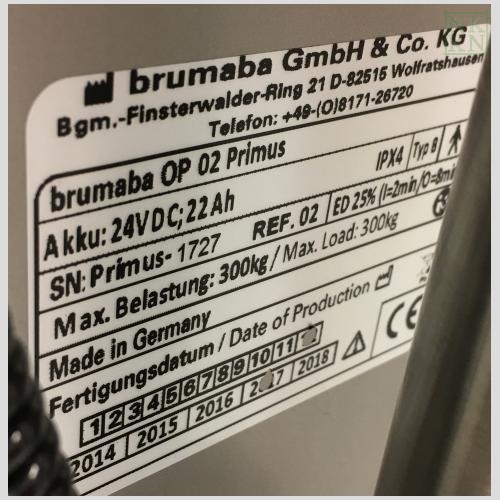 brumaba GmbH & Co. KG
Bgm.-Finsterwalder-Ring 21 D-82515 Wolfratshausen
Telefon: +49-(0)8171-26720
brumaba OP 02 Primus IPX4 Typ B
Akku: 24VDC;22Ah REF. 02 ED 25% (I=2min/O=8mi
SN: Primus- 1727
Max. Belastung: 300kg / Max. Load: 300kg
Made in Germany
Fertigungsdatum / Date of Production
1 2 3 4 5 6 7 8 9 10 11
2014 2015 2016 2018
CE